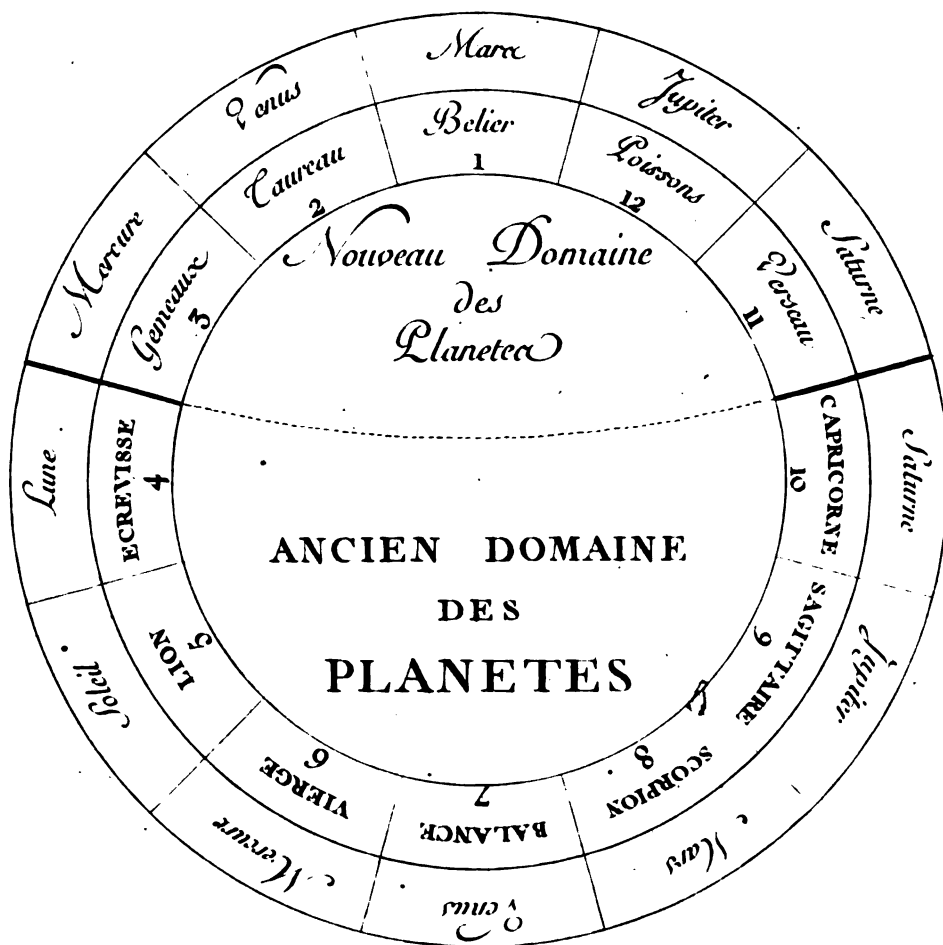 Mars
Belier
1
Jupiter
Poissons
12
Saturne
Verseau
11
Saturne
CAPRICORNE
10
Jupiter
SAGITTAIRE
9
Mars
SCORPION
8
Venus
BALANCE
7
Mercure
VIERGE
6
Soleil
LION
5
Lune
ECREVISSE
4
Mercure
Gemeaux
3
Venus
Taureau
2
Nouveau Domaine
des
Planetes
ANCIEN DOMAINE
DES
PLANETES